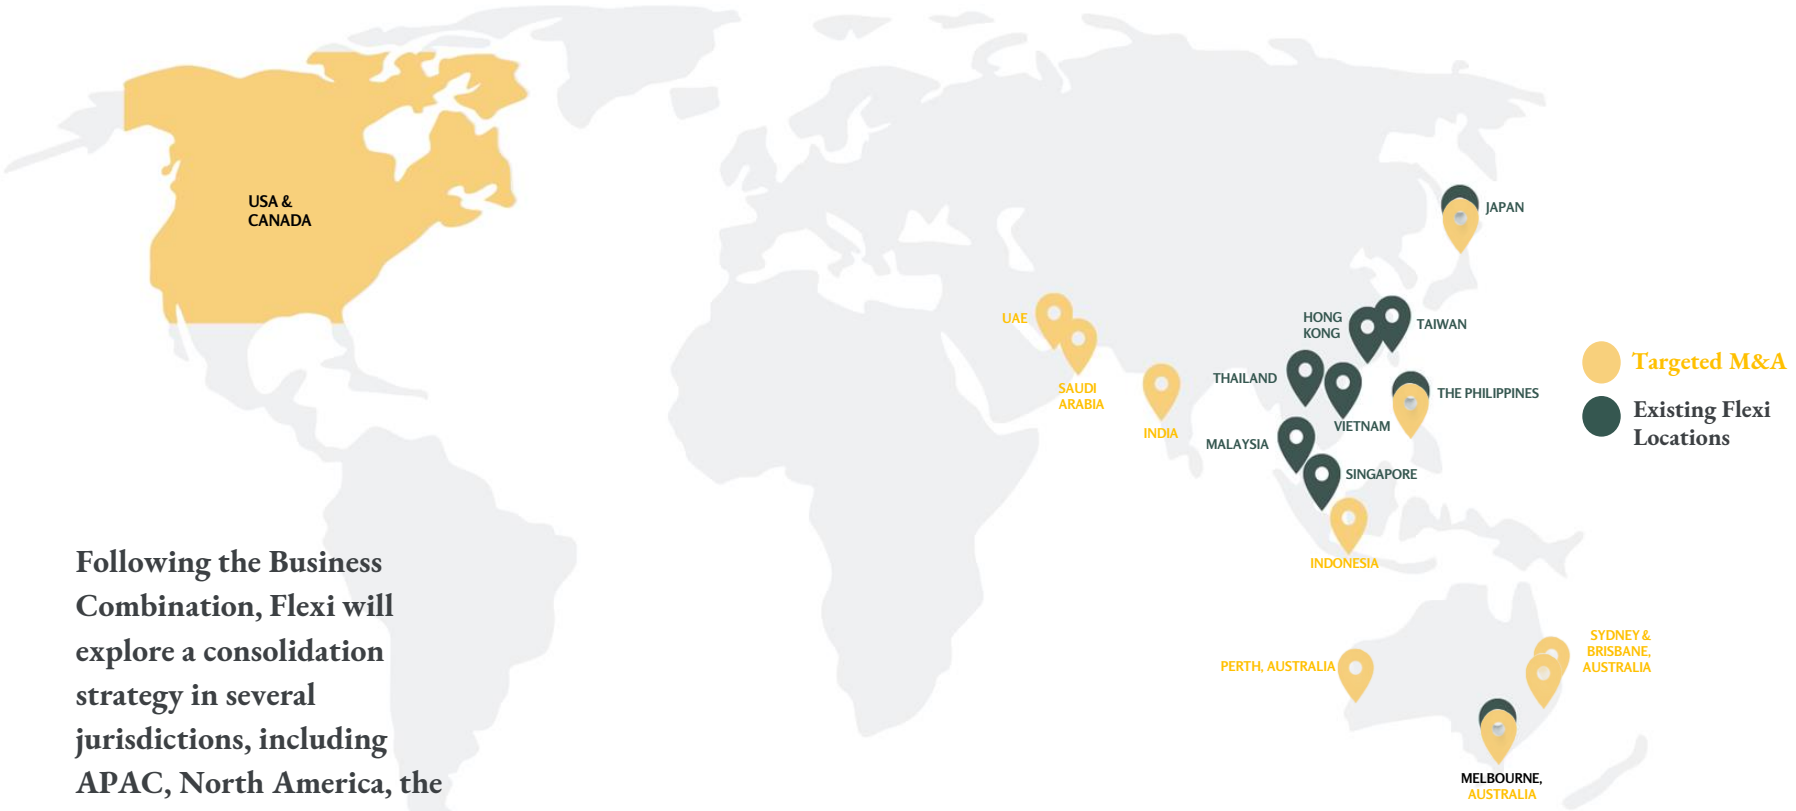 USA &
CANADA
JAPAN
HONG
KONG
TAIWAN
UAE
SAUDI
ARABIA
INDIA
THAILAND
VIETNAM
THE PHILIPPINES
MALAYSIA
SINGAPORE
INDONESIA
Targeted M&A
Existing Flexi
Locations
Following the Business
Combination, Flexi will
explore a consolidation
strategy in several
jurisdictions, including
APAC, North America, the
PERTH, AUSTRALIA
SYDNEY &
BRISBANE,
AUSTRALIA
MELBOURNE,
AUSTRALIA